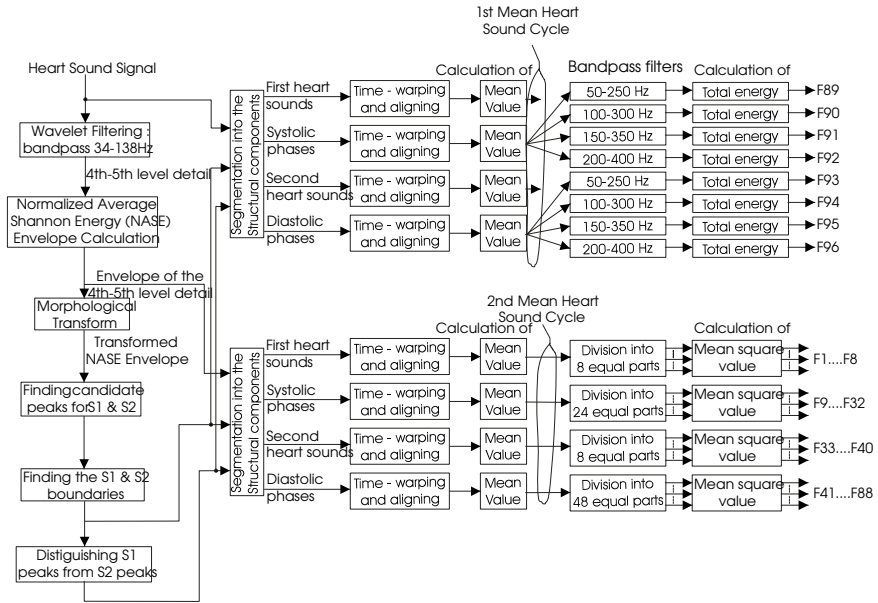 Heart Sound Signal
Wavelet Filtering :
bandpass 34-138Hz
4th-5th level detail
Normalized Average
Shannon Energy (NASE)
Envelope Calculation
Envelope of the
4th-5th level detail
Morphological
Transform
Transformed
NASE Envelope
Findingcandidate
peaks forS1 & S2
Finding the S1 & S2
boundaries
Distiguishing S1
peaks from S2 peaks
Segmentation into the
Structural components
First heart
sounds
Systolic
phases
Second
heart sounds
Diastolic
phases
Time - warping
and aligning
Time - warping
and aligning
Time - warping
and aligning
Time - warping
and aligning
Calculation of
Mean
Value
Mean
Value
Mean
Value
Mean
Value
1st Mean Heart
Sound Cycle
Bandpass filters
50-250 Hz
100-300 Hz
150-350 Hz
200-400 Hz
50-250 Hz
100-300 Hz
150-350 Hz
200-400 Hz
Calculation of
Total energy
Total energy
Total energy
Total energy
Total energy
Total energy
Total energy
Total energy
F89
F90
F91
F92
F93
F94
F95
F96
Segmentation into the
Structural components
First heart
sounds
Systolic
phases
Second
heart sounds
Diastolic
phases
Time - warping
and aligning
Time - warping
and aligning
Time - warping
and aligning
Time - warping
and aligning
Calculation of
Mean
Value
Mean
Value
Mean
Value
Mean
Value
2nd Mean Heart
Sound Cycle
Division into
8 equal parts
Division into
24 equal parts
Division into
8 equal parts
Division into
48 equal parts
Calculation of
Mean square
value
Mean square
value
Mean square
value
Mean square
value
F1....F8
F9....F32
F33....F40
F41....F88